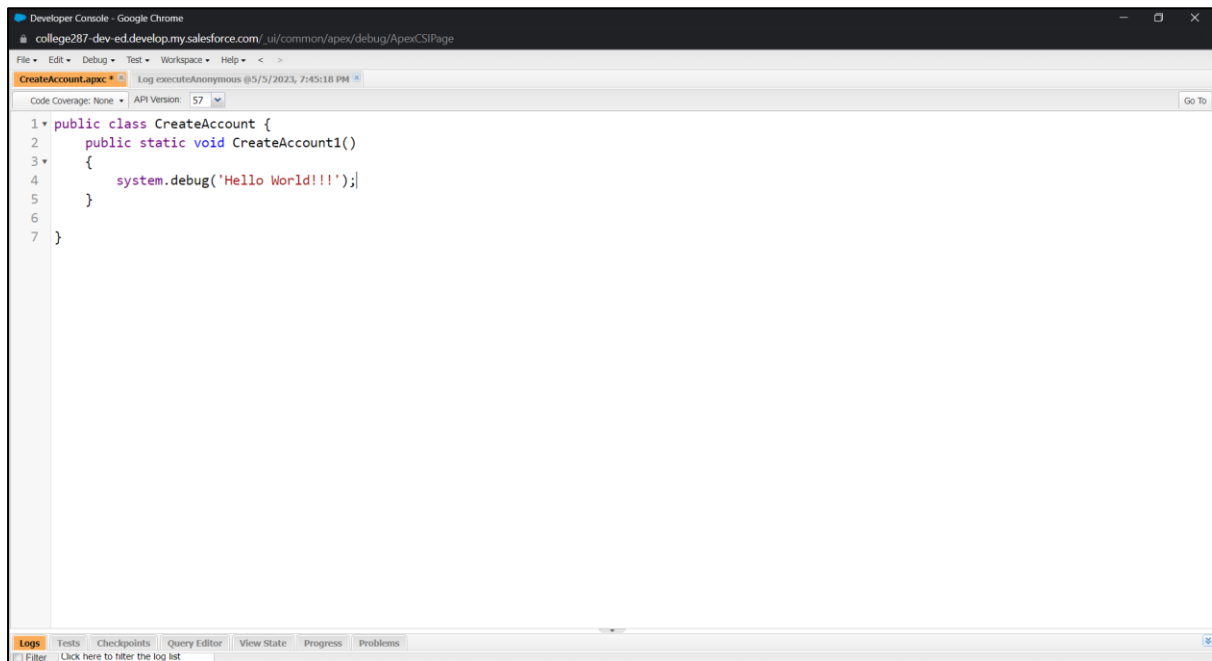 Developer Console - Google Chrome
college287-dev-ed.develop.my.salesforce.com/_ui/common/apex/debug/ApexCSIPage
File Edit Debug Test Workspace Help < >
CreateAccount.apxc * Log executeAnonymous @5/5/2023, 7:45:18 PM
Code Coverage: None API Version: 57 Go To
1 public class CreateAccount {
2 public static void CreateAccount1()
3 {
4 system.debug('Hello World!!!');
5 }
6
7 }
Logs Tests Checkpoints Query Editor View State Progress Problems
Filter Click here to filter the log list